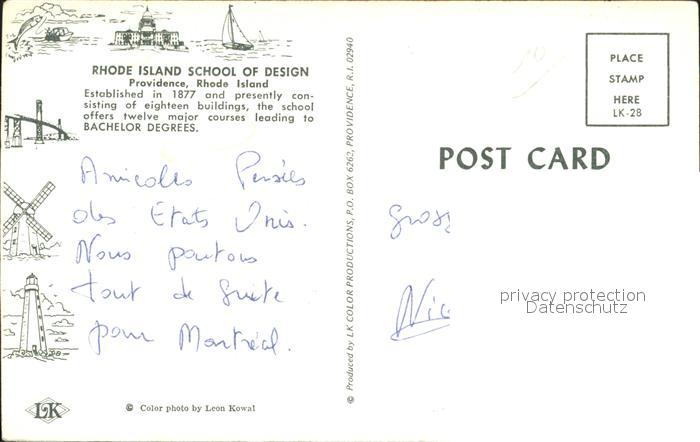 RHODE ISLAND SCHOOL OF DESIGN
Providence, Rhode Island
Established in 1877 and presently con-
sisting of eighteen buildings, the school
offers twelve major courses leading to
BACHELOR DEGREES.
Amicales Pensées
des Etats Unis.
Nous partons
tout de suite
pour Montréal.
LK
© Color photo by Leon Kowal
© Produced by LK COLOR PRODUCTIONS, P.O. BOX 6262, PROVIDENCE, R.I. 02940
PLACE
STAMP
HERE
LK-28
POST CARD
privacy protection
Datenschutz